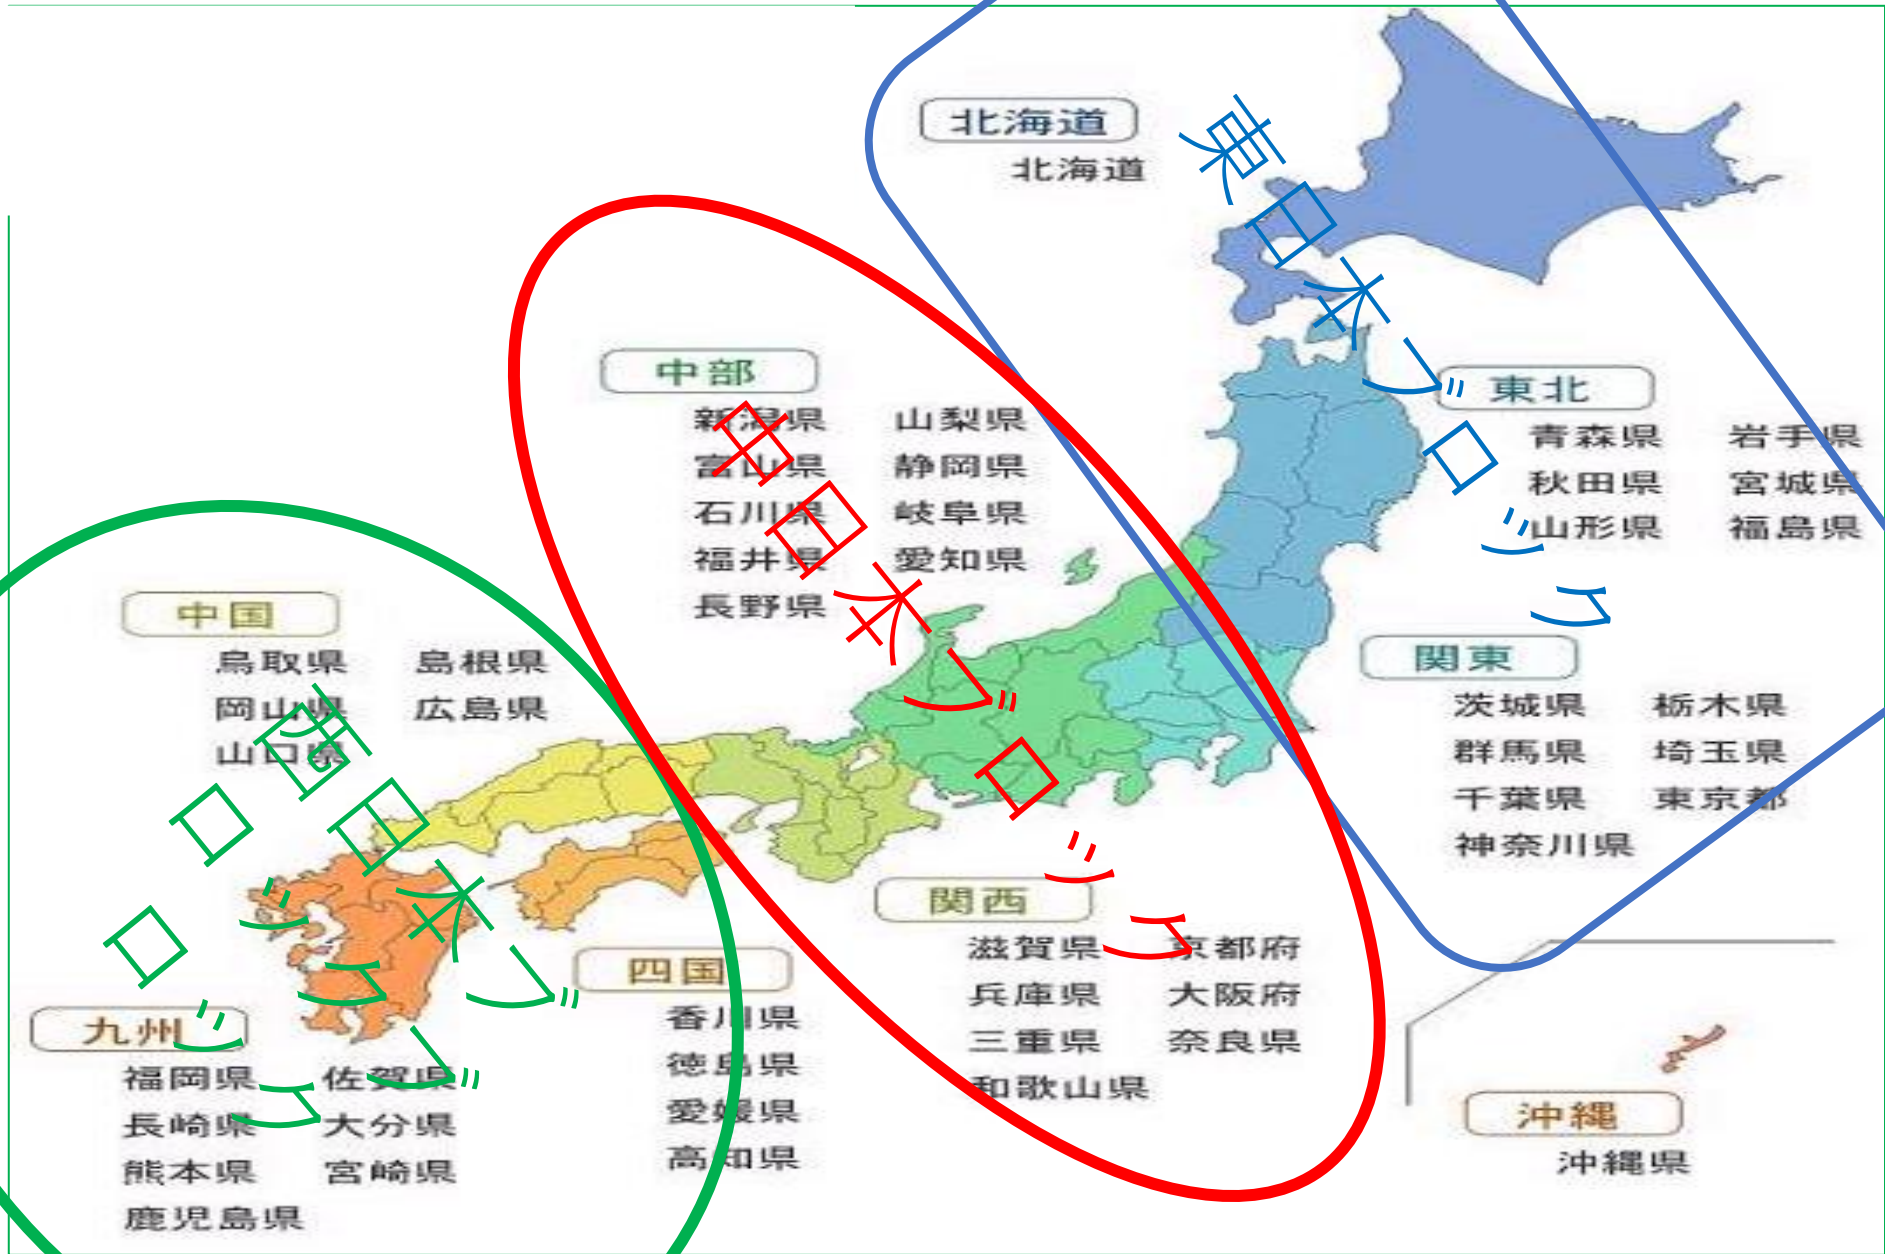 北海道
北海道
東日本ブロック
東北
青森県 岩手県
秋田県 宮城県
山形県 福島県
関東
茨城県 栃木県
群馬県 埼玉県
千葉県 東京都
神奈川県
中部
新潟県 山梨県
富山県 静岡県
石川県 岐阜県
福井県 愛知県
長野県
中日本ブロック
関西
滋賀県 京都府
兵庫県 大阪府
三重県 奈良県
和歌山県
中国
鳥取県 島根県
岡山県 広島県
山口県
西日本ブ
ロックブ
ロック
四国
香川県
徳島県
愛媛県
高知県
九州
福岡県 佐賀県
長崎県 大分県
熊本県 宮崎県
鹿児島県
沖縄
沖縄県